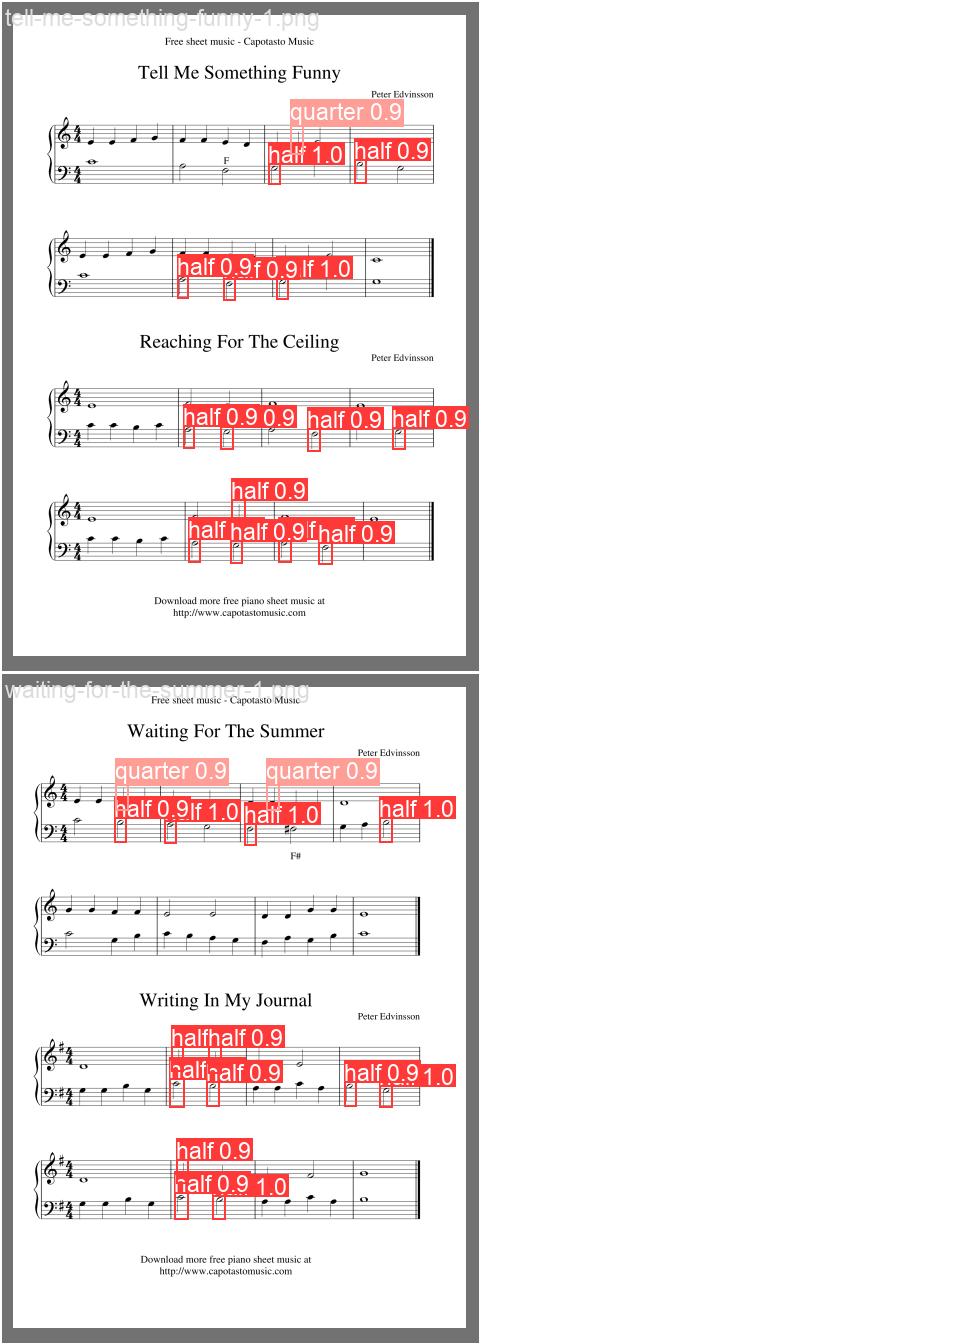 tell-me-something-funny-1.png
Free sheet music - Capotasto Music
Tell Me Something Funny
Peter Edvinsson
quarter 0.9
half 1.0
half 0.9
F
half 0.9
f 0.9
lf 1.0
Reaching For The Ceiling
Peter Edvinsson
half 0.9
0.9
half 0.9
half 0.9
half 0.9
half
half 0.9
f
half 0.9
Download more free piano sheet music at
http://www.capotastomusic.com
waiting-for-the-summer-1.png
Free sheet music - Capotasto Music
Waiting For The Summer
Peter Edvinsson
quarter 0.9
quarter 0.9
half 0.9
lf 1.0
half 1.0
half 1.0
F#
Writing In My Journal
Peter Edvinsson
half
half 0.9
half
half 0.9
half 0.9
1.0
half 0.9
half 0.9
1.0
Download more free piano sheet music at
http://www.capotastomusic.com